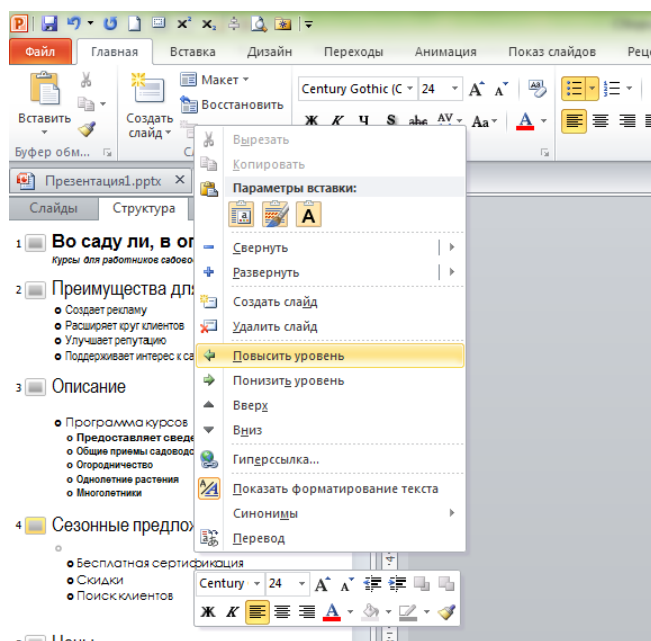 Файл Главная Вставка Дизайн Переходы Анимация Показ слайдов Рец
Вставить
Создать слайд
Макет
Восстановить
Century Gothic (С 24 А А
Ж К Ч S abc AV Aa А
Буфер обм...
Презентация1.pptx
Слайды Структура
1 Во саду ли, в ог
Курсы для работников садово
2 Преимущества для
Создает рекламу
Расширяет круг клиентов
Улучшает репутацию
Поддерживает интерес к са
3 Описание
Программа курсов
Предоставляет сведе
Общие приемы садоводс
Огородничество
Однолетние растения
Многолетники
4 Сезонные предлож
Бесплатная сертификация
Скидки
Поиск клиентов
Вырезать
Копировать
Параметры вставки:
Свернуть
Развернуть
Создать слайд
Удалить слайд
Повысить уровень
Понизить уровень
Вверх
Вниз
Гиперссылка...
Показать форматирование текста
Синонимы
Перевод
Century 24 А А
Ж К А